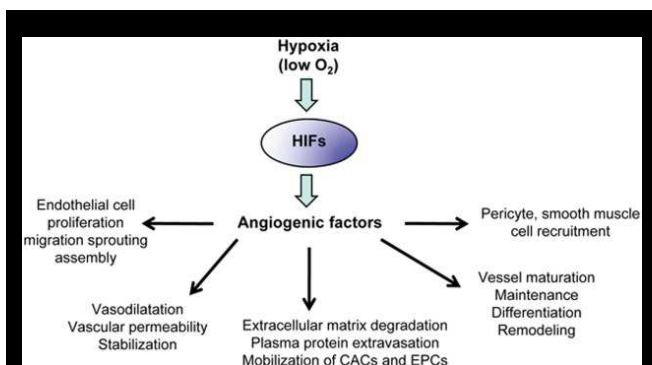 Hypoxia
(low O₂)
HIFs
Angiogenic factors
Endothelial cell
proliferation
migration sprouting
assembly
Pericyte, smooth muscle
cell recruitment
Vasodilatation
Vascular permeability
Stabilization
Extracellular matrix degradation
Plasma protein extravasation
Mobilization of CACs and EPCs
Vessel maturation
Maintenance
Differentiation
Remodeling